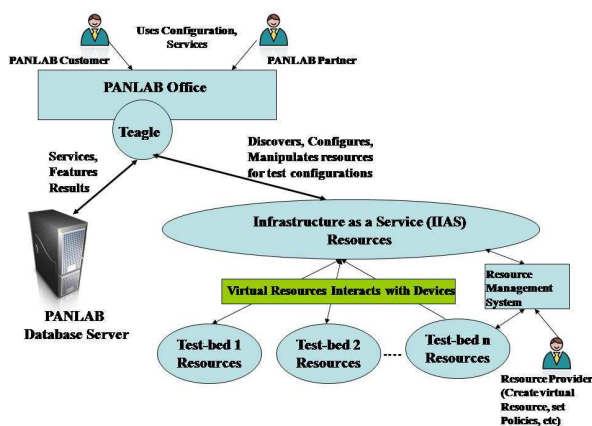 Uses Configuration,
Services
PANLAB Customer
PANLAB Partner
PANLAB Office
Teagle
Services,
Features
Results
Discovers, Configures,
Manipulates resources
for test configurations
Infrastructure as a Service (IIAS)
Resources
PANLAB
Database Server
Virtual Resources Interacts with Devices
Resource
Management
System
Test-bed 1
Resources
Test-bed 2
Resources
Test-bed n
Resources
Resource Provider
(Create virtual
Resource, set
Policies, etc)